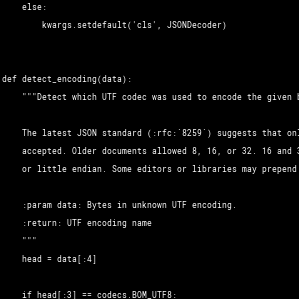 else:
kwargs.setdefault('cls', JSONDecoder)
def detect_encoding(data):
"""Detect which UTF codec was used to encode the given
The latest JSON standard (:rfc:`8259`) suggests that
accepted. Older documents allowed 8, 16, or 32. 16 and
or little endian. Some editors or libraries may prepend
:param data: Bytes in unknown UTF encoding.
:return: UTF encoding name
"""
head = data[:4]
if head[:3] == codecs.BOM_UTF8: